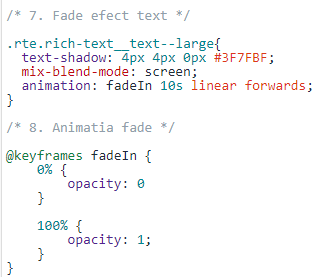 /* 7. Fade efect text */
.rte.rich-text__text--large{
text-shadow: 4px 4px 0px #3F7FBF;
mix-blend-mode: screen;
animation: fadeIn 10s linear forwards;
}
/* 8. Animatia fade */
@keyframes fadeIn {
0% {
opacity: 0
}
100% {
opacity: 1;
}
}